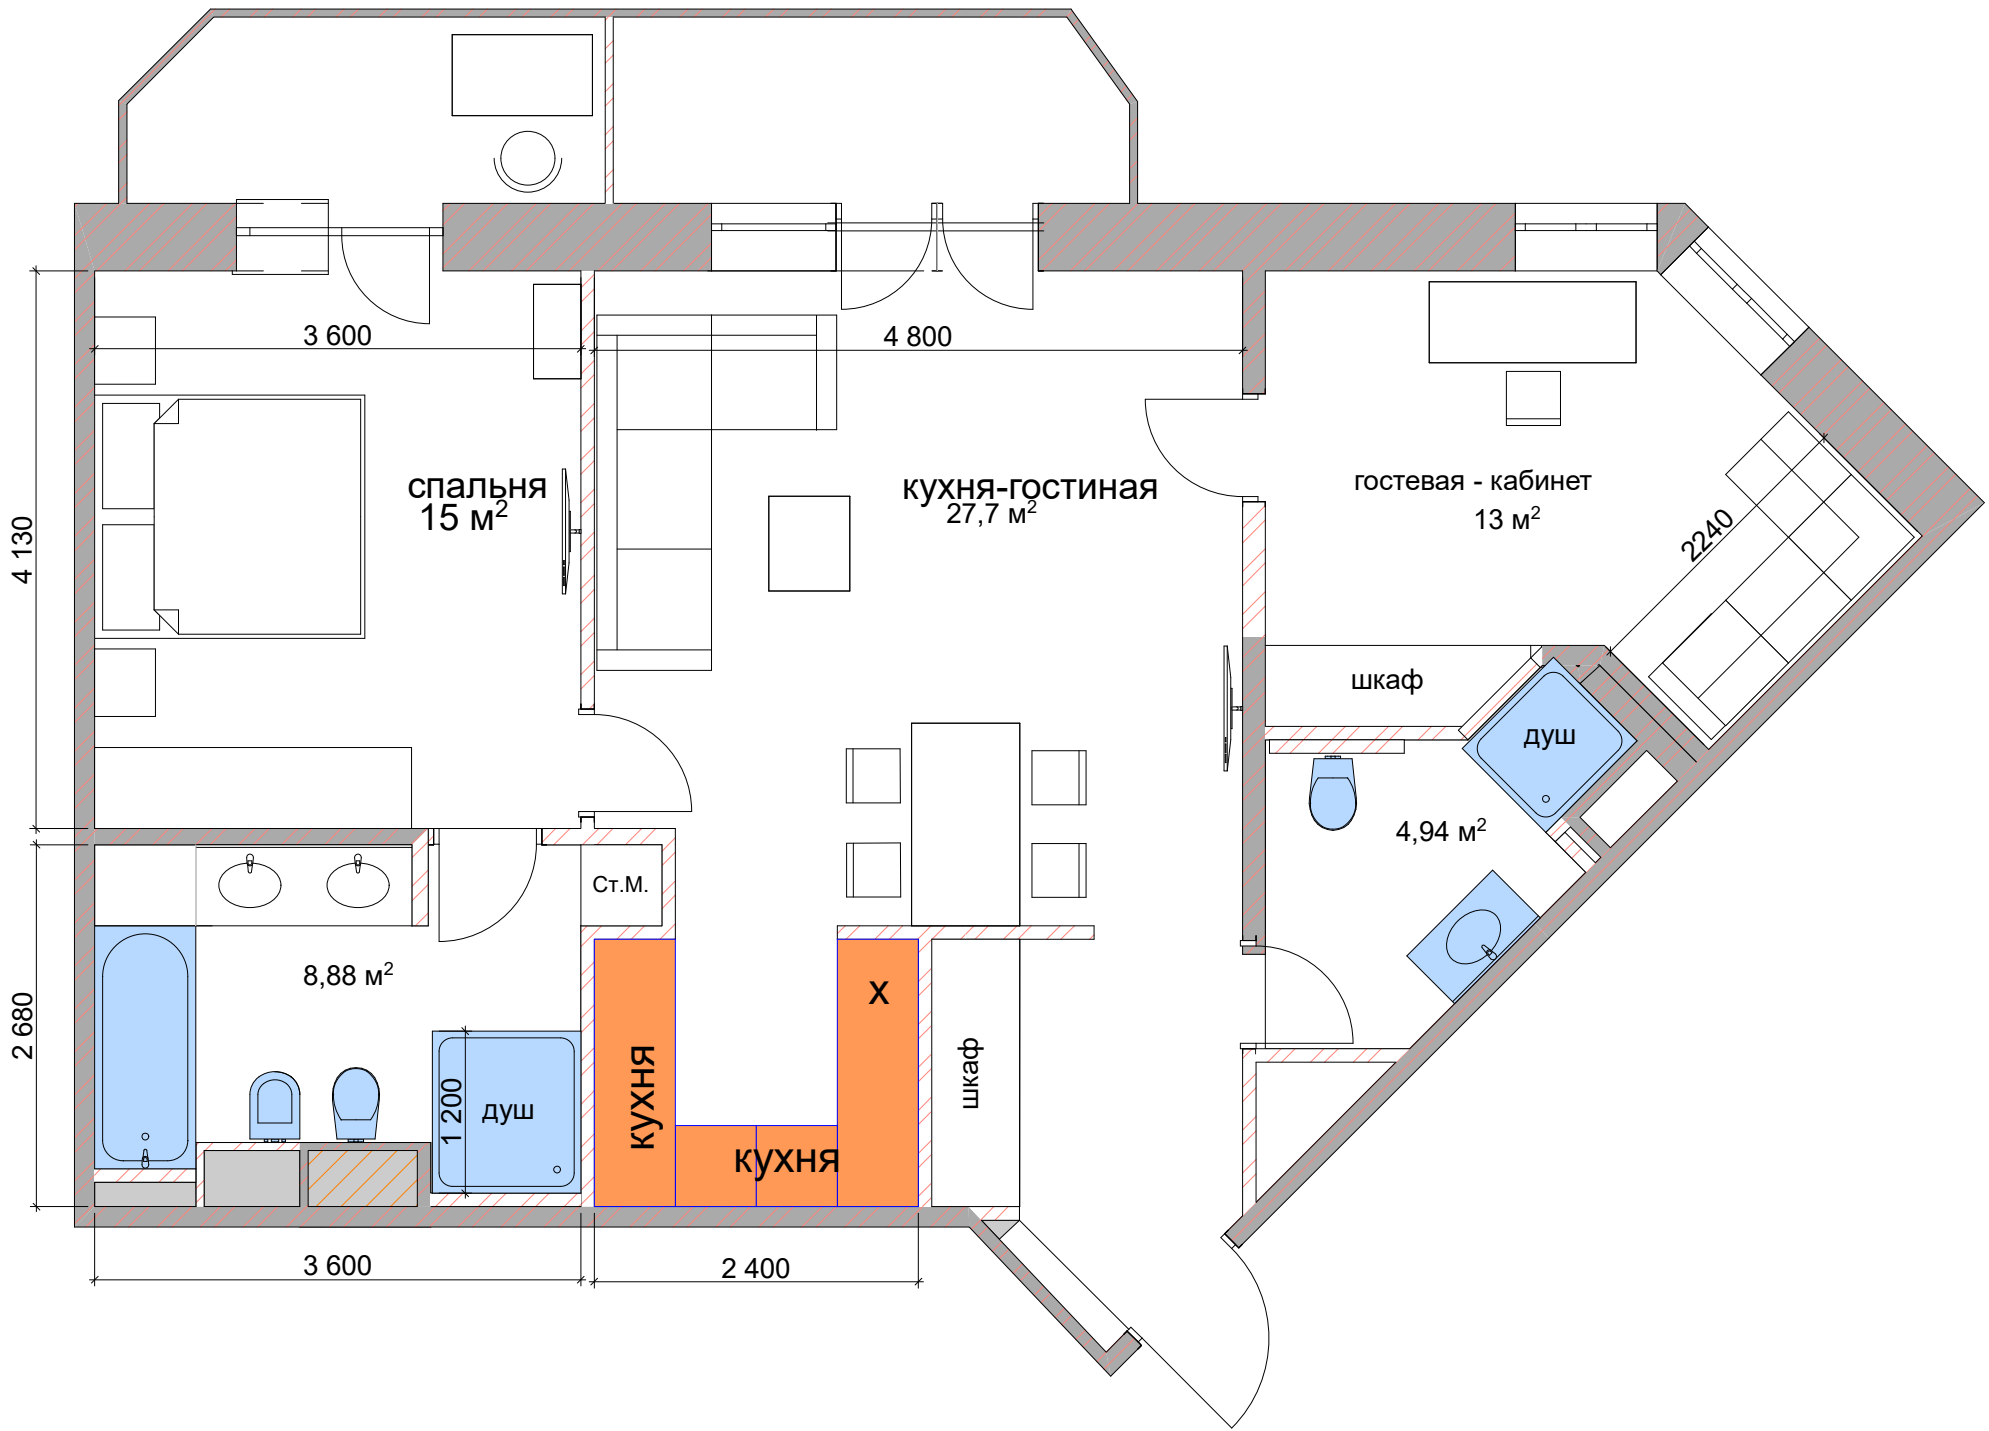 3 600
4 800
спальня
15 м²
кухня-гостиная
27,7 м²
гостевая - кабинет
13 м²
2240
4 130
шкаф
душ
4,94 м²
Ст.М.
8,88 м²
х
2 680
кухня
шкаф
1 200
душ
кухня
3 600
2 400